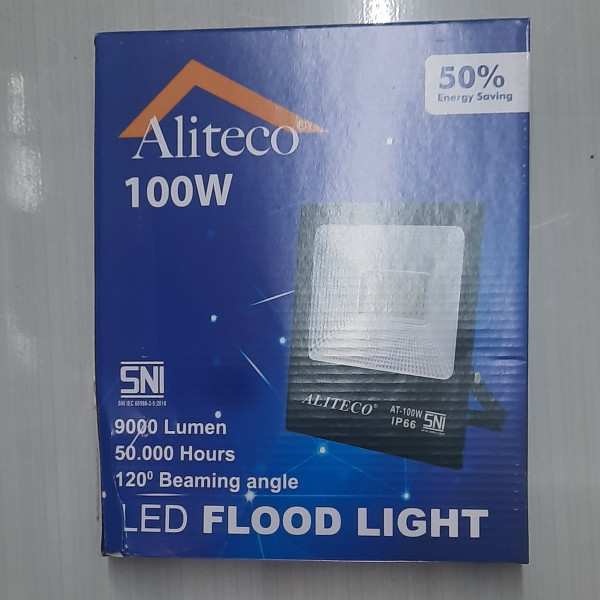 50%
Energy Saving
Aliteco®
100W
SNI
9000 Lumen
50.000 Hours
120⁰ Beaming angle
ALITECO®
AT-100W
IP66
SNI
LED FLOOD LIGHT